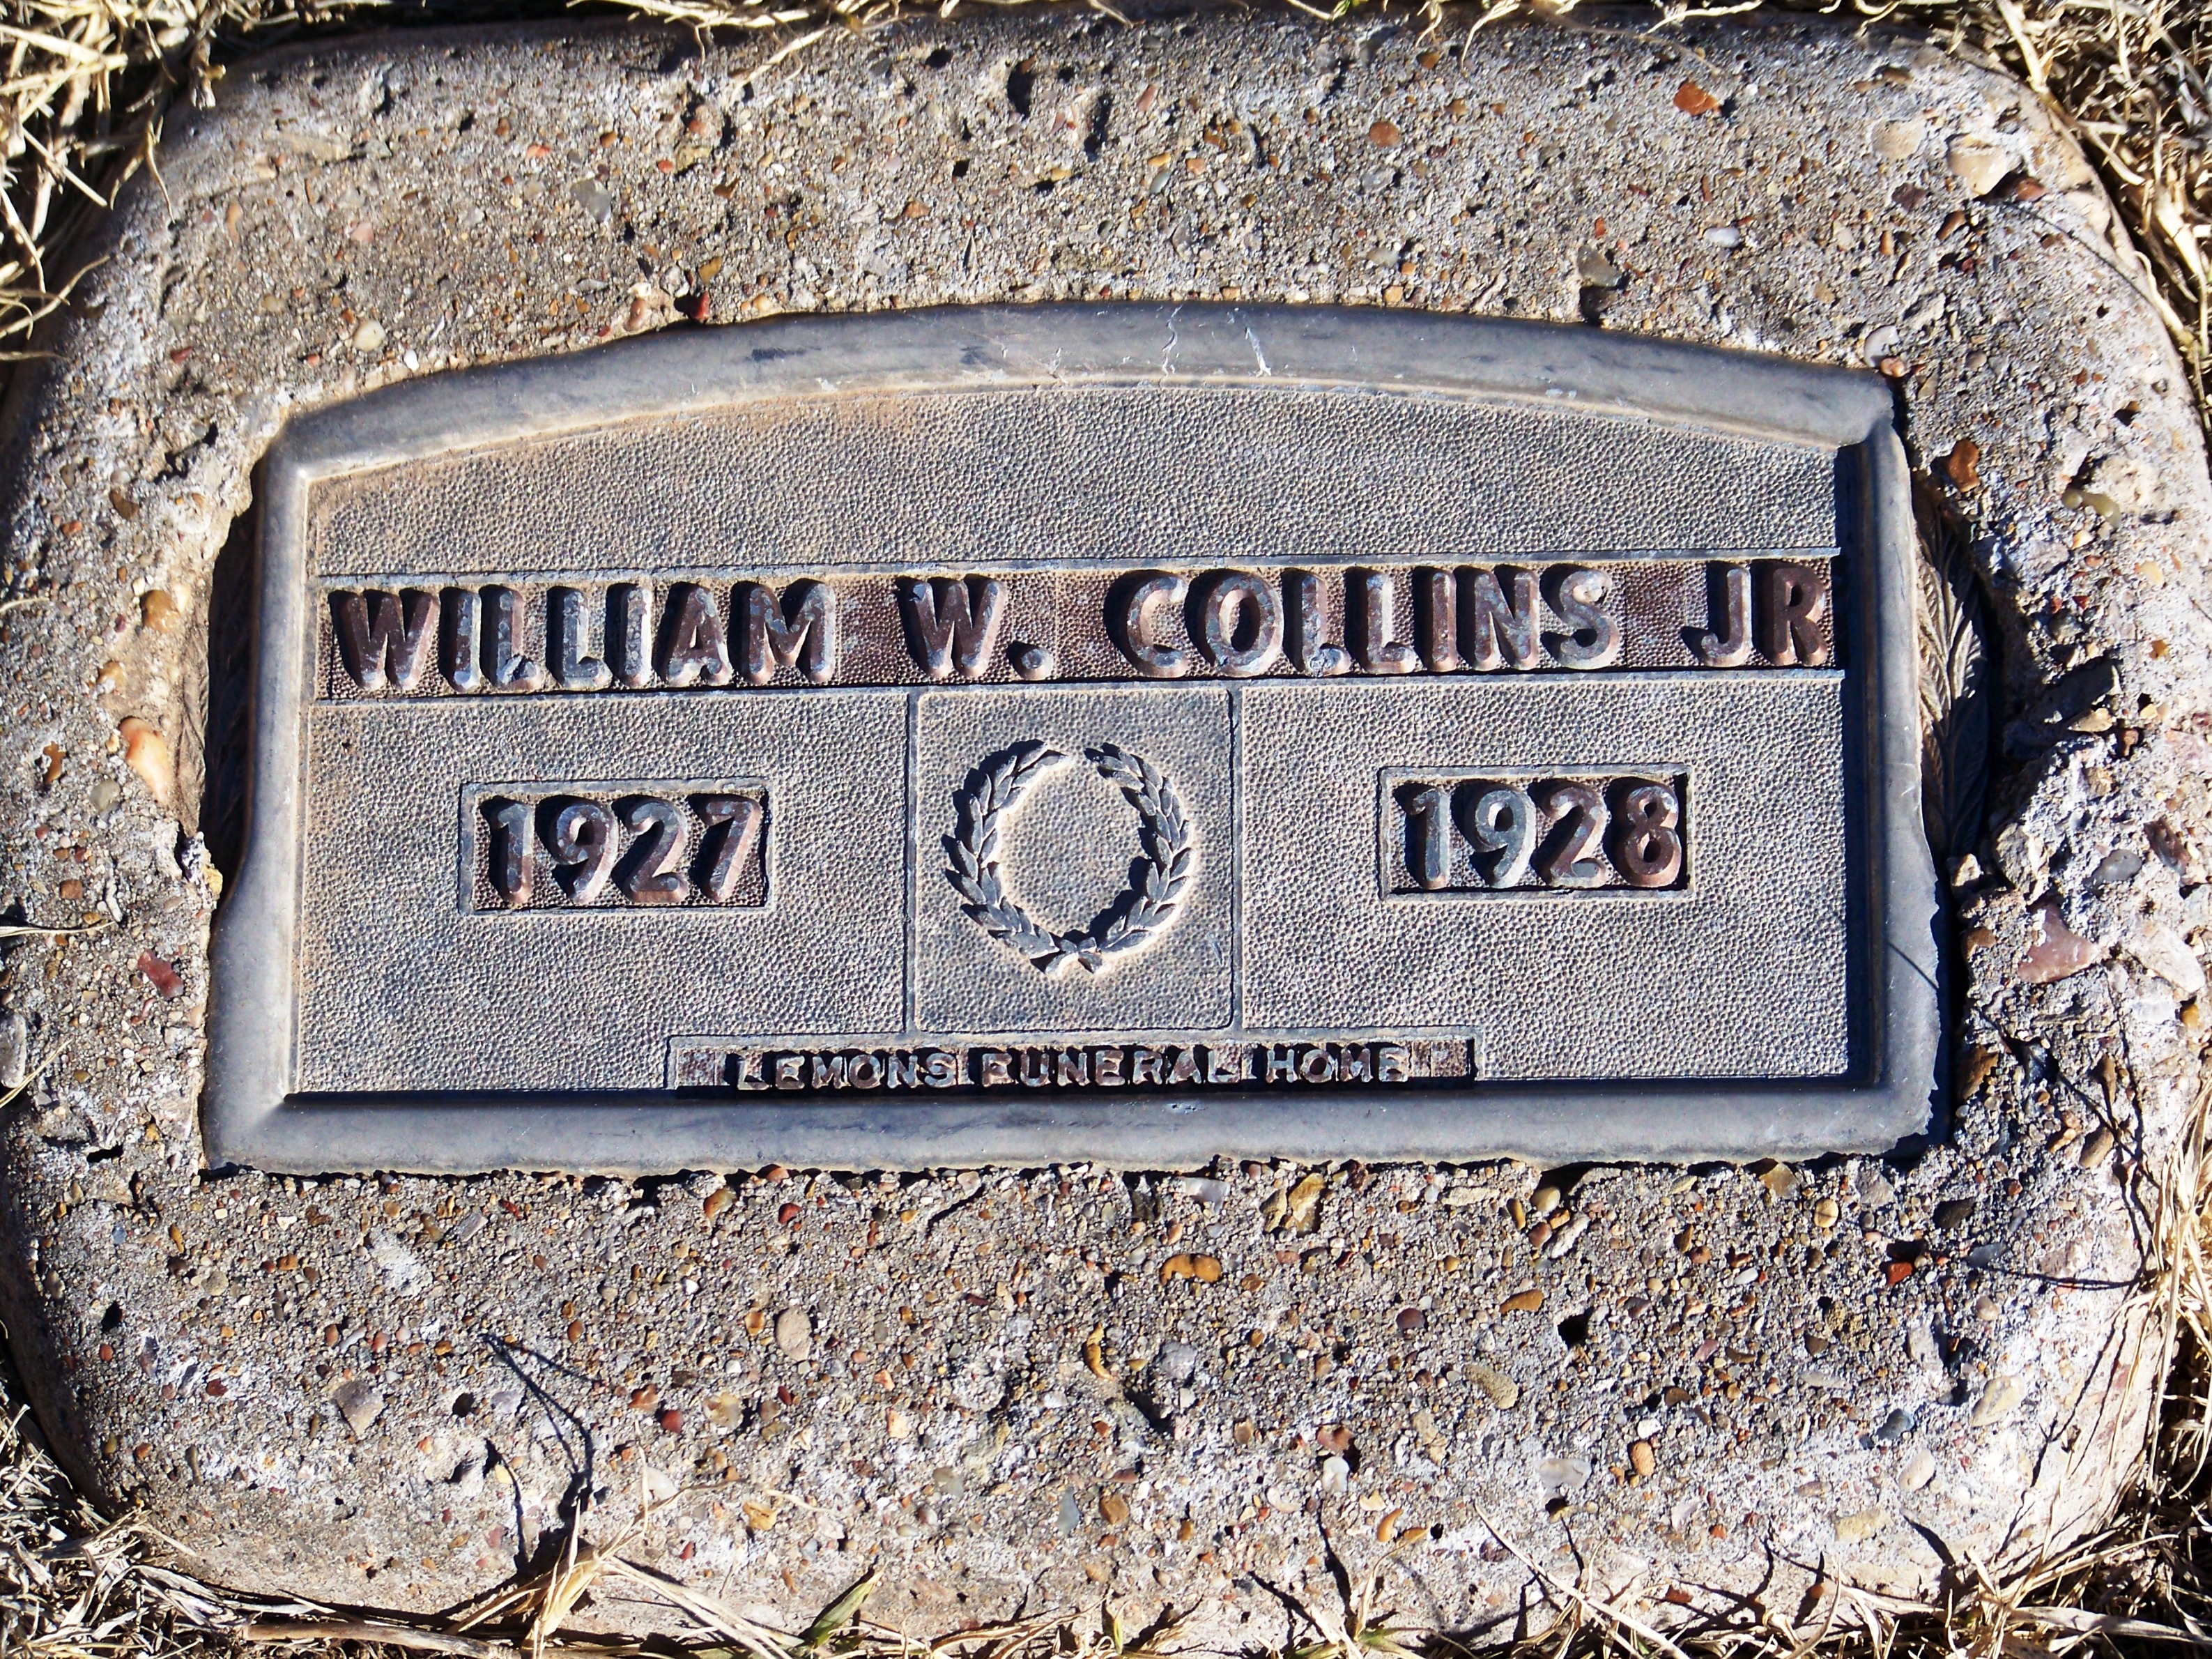 WILLIAM W. COLLINS JR
1927 1928
LEMONS FUNERAL HOME